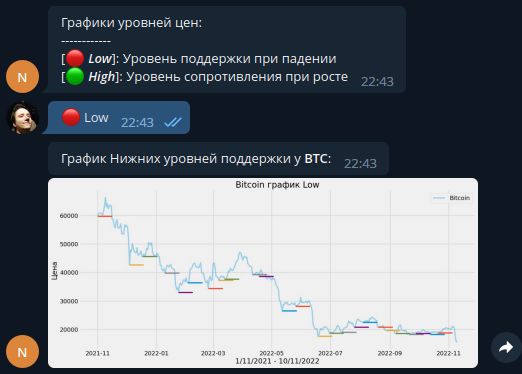 Графики уровней цен:
------------
[🔴 Low]: Уровень поддержки при падении
[🟢 High]: Уровень сопротивления при росте
22:43
N
🔴 Low 22:43
График Нижних уровней поддержки у BTC: 22:43
Bitcoin график Low
Bitcoin
60000
50000
40000
30000
20000
Цена
2021-11 2022-01 2022-03 2022-05 2022-07 2022-09 2022-11
1/11/2021 - 10/11/2022
N